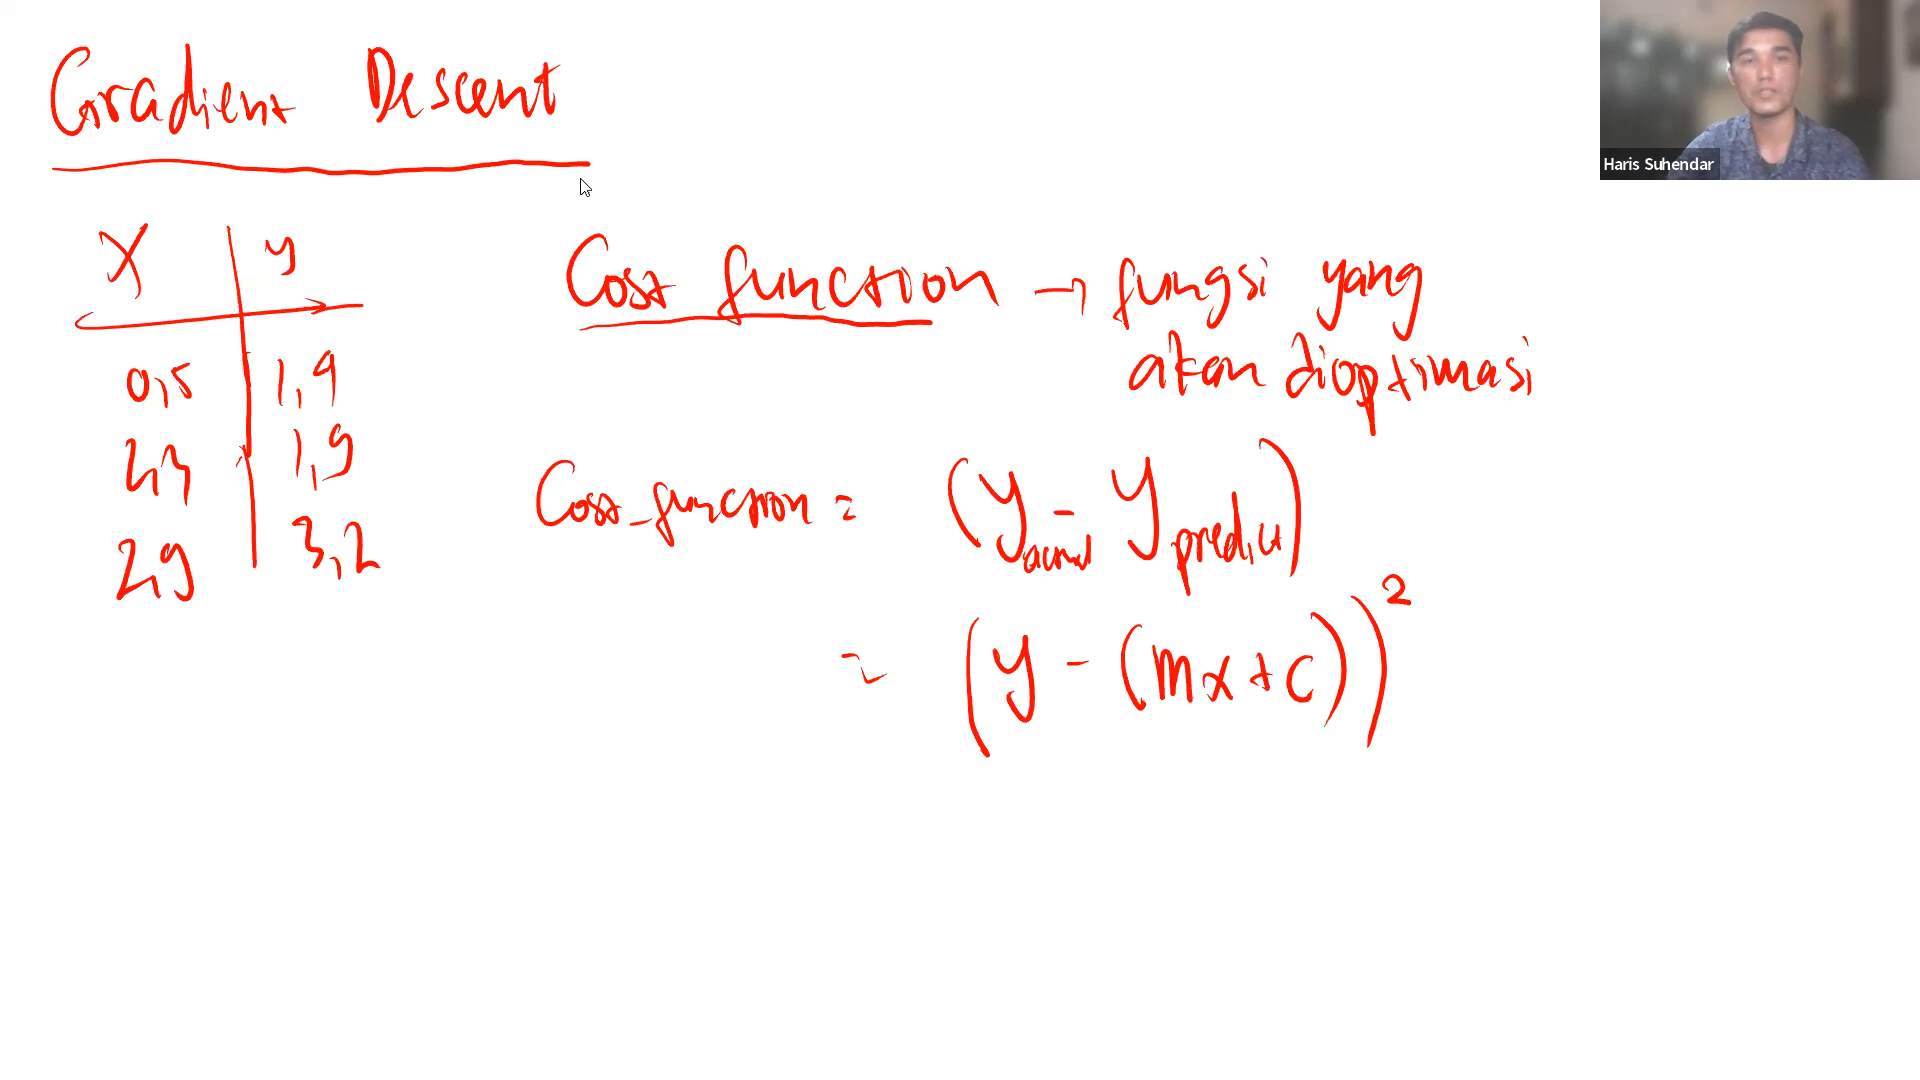 Gradient Descent
Haris Suhendar
x y
0,5 1,4
2,3 1,9
2,9 3,2
Cost function → fungsi yang
akan dioptimasi
Cost_function = (y actual - y predict)
= (y - (mx + c))²